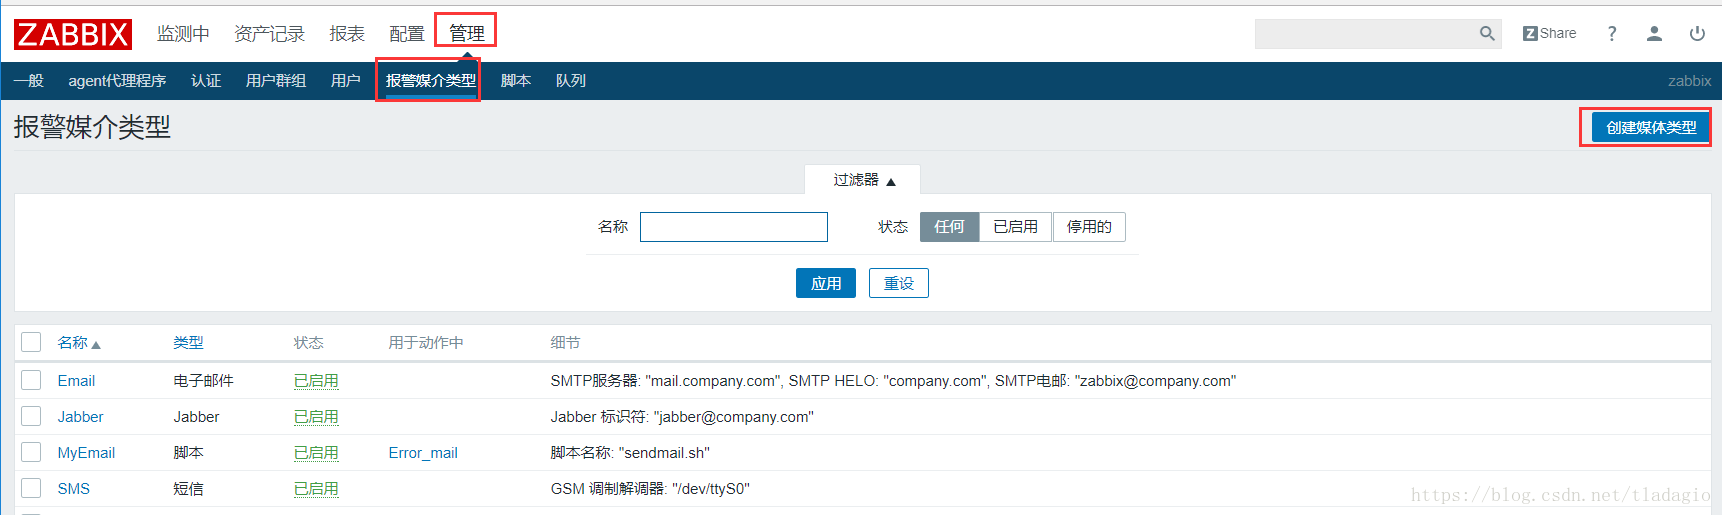 ZABBIX 监测中 资产记录 报表 配置 管理 Z Share ?
一般 agent代理程序 认证 用户群组 用户 报警媒介类型 脚本 队列 zabbix
报警媒介类型 创建媒体类型
过滤器 ▲
名称 状态 任何 已启用 停用的
应用 重设
名称 ▲ 类型 状态 用于动作中 细节
Email 电子邮件 已启用 SMTP服务器: "mail.company.com", SMTP HELO: "company.com", SMTP电邮: "zabbix@company.com"
Jabber Jabber 已启用 Jabber 标识符: "jabber@company.com"
MyEmail 脚本 已启用 Error_mail 脚本名称: "sendmail.sh"
SMS 短信 已启用 GSM 调制解调器: "/dev/ttyS0"
https://blog.csdn.net/tladagio